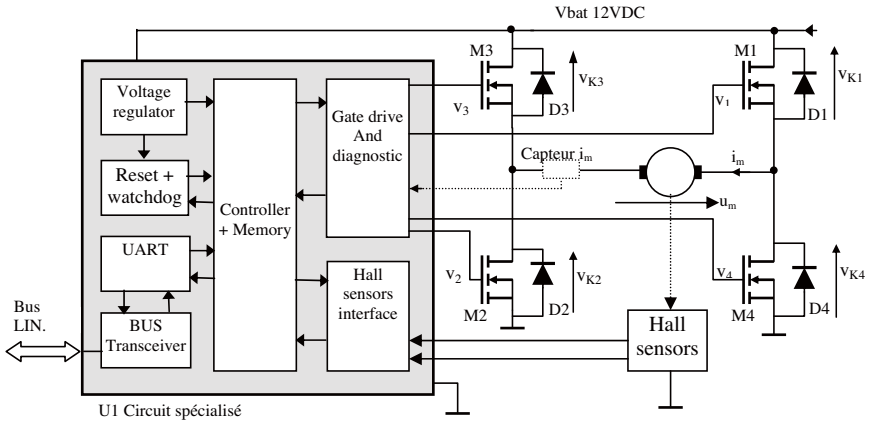 Vbat 12VDC
M3
M1
vK3
vK1
D3
D1
v3
v1
Voltage
regulator
Gate drive
And
diagnostic
Reset +
watchdog
Controller
+ Memory
Capteur im
im
um
UART
Hall
sensors
interface
v2
v4
vK2
vK4
M2
D2
M4
D4
Bus
LIN.
BUS
Transceiver
Hall
sensors
U1 Circuit spécialisé